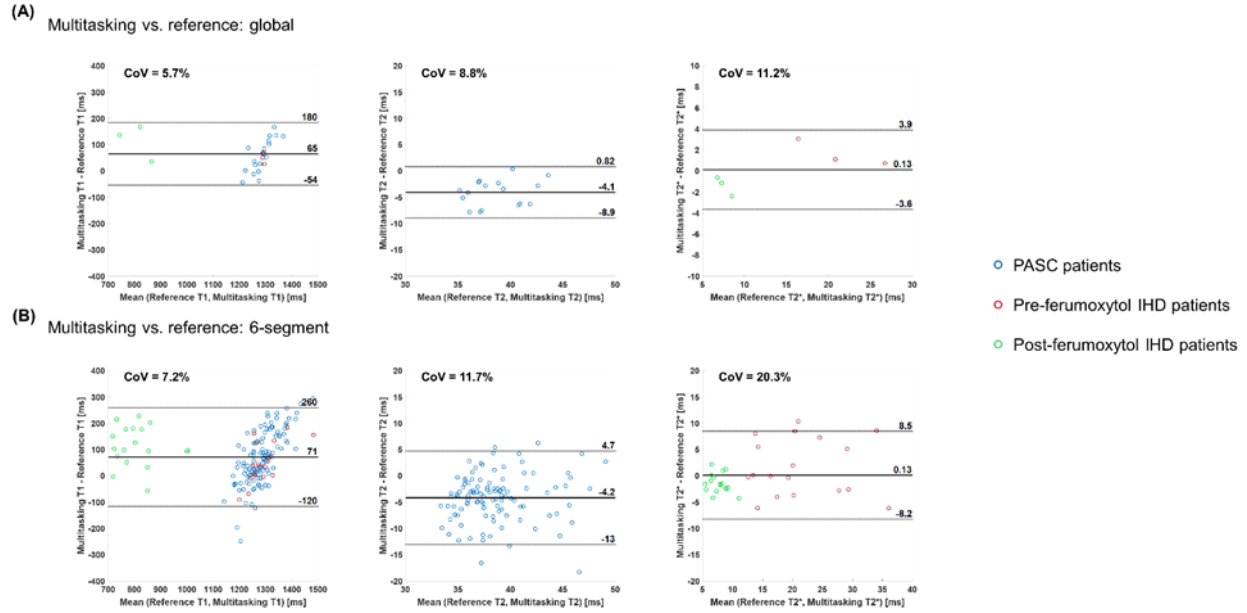 (A)
Multitasking vs. reference: global
CoV = 5.7%
400
300
200
100
0
-100
-200
-300
-400
180
65
-54
700 800 900 1000 1100 1200 1300 1400 1500
Multitasking T1 - Reference T1 [ms]
Mean (Reference T1, Multitasking T1) [ms]
CoV = 8.8%
20
15
10
5
0
-5
-10
-15
-20
0.82
-4.1
-8.9
30 35 40 45 50
Multitasking T2 - Reference T2 [ms]
Mean (Reference T2, Multitasking T2) [ms]
CoV = 11.2%
10
8
6
4
2
0
-2
-4
-6
-8
-10
3.9
0.13
-3.6
5 10 15 20 25 30
Multitasking T2* - Reference T2* [ms]
Mean (Reference T2*, Multitasking T2*) [ms]
PASC patients
Pre-ferumoxytol IHD patients
Post-ferumoxytol IHD patients
(B)
Multitasking vs. reference: 6-segment
CoV = 7.2%
400
300
200
100
0
-100
-200
-300
-400
260
71
-120
700 800 900 1000 1100 1200 1300 1400 1500
Multitasking T1 - Reference T1 [ms]
Mean (Reference T1, Multitasking T1) [ms]
CoV = 11.7%
20
15
10
5
0
-5
-10
-15
-20
4.7
-4.2
-13
30 35 40 45 50
Multitasking T2 - Reference T2 [ms]
Mean (Reference T2, Multitasking T2) [ms]
CoV = 20.3%
20
15
10
5
0
-5
-10
-15
-20
8.5
0.13
-8.2
5 10 15 20 25 30 35 40
Multitasking T2* - Reference T2* [ms]
Mean (Reference T2*, Multitasking T2*) [ms]